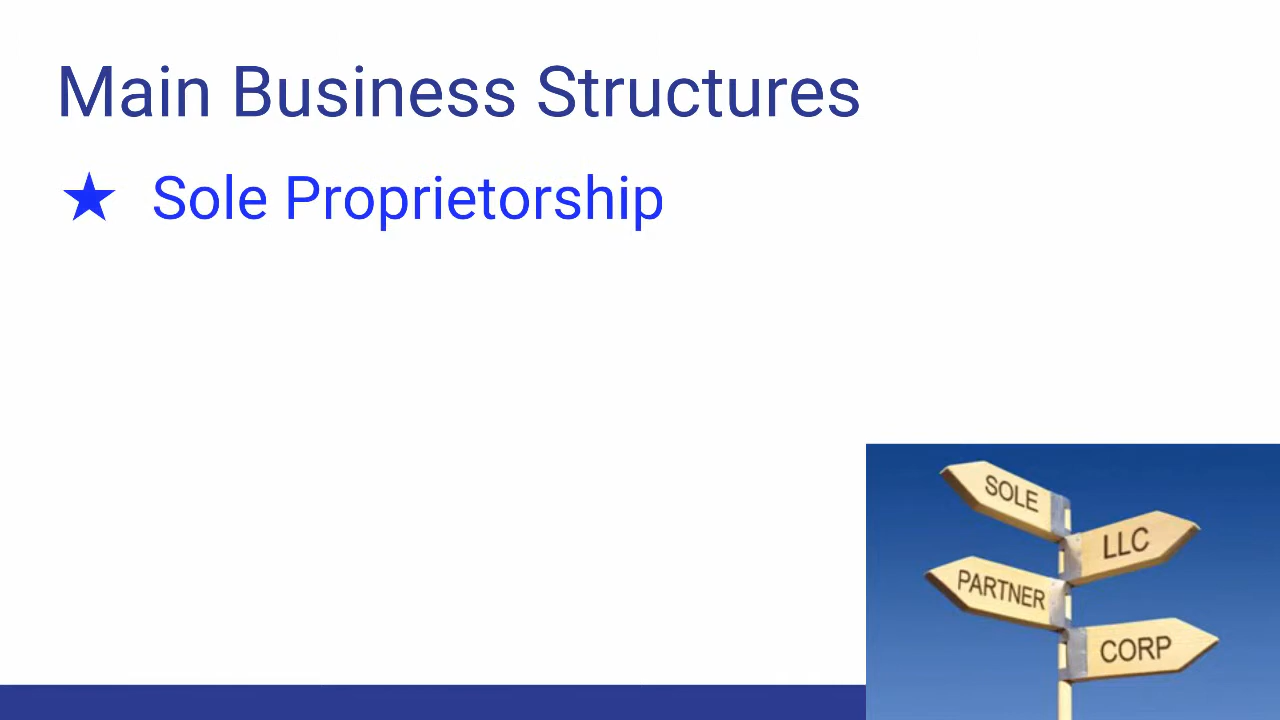 Main Business Structures
★ Sole Proprietorship
SOLE
LLC
PARTNER
CORP